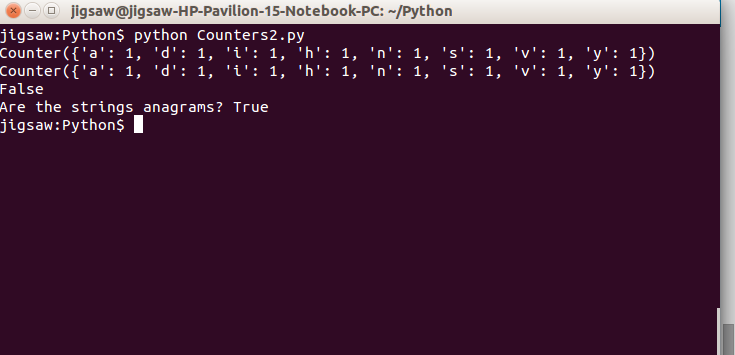 jigsaw@jigsaw-HP-Pavilion-15-Notebook-PC: ~/Python
jigsaw:Python$ python Counters2.py
Counter({'a': 1, 'd': 1, 'i': 1, 'h': 1, 'n': 1, 's': 1, 'v': 1, 'y': 1})
Counter({'a': 1, 'd': 1, 'i': 1, 'h': 1, 'n': 1, 's': 1, 'v': 1, 'y': 1})
False
Are the strings anagrams? True
jigsaw:Python$